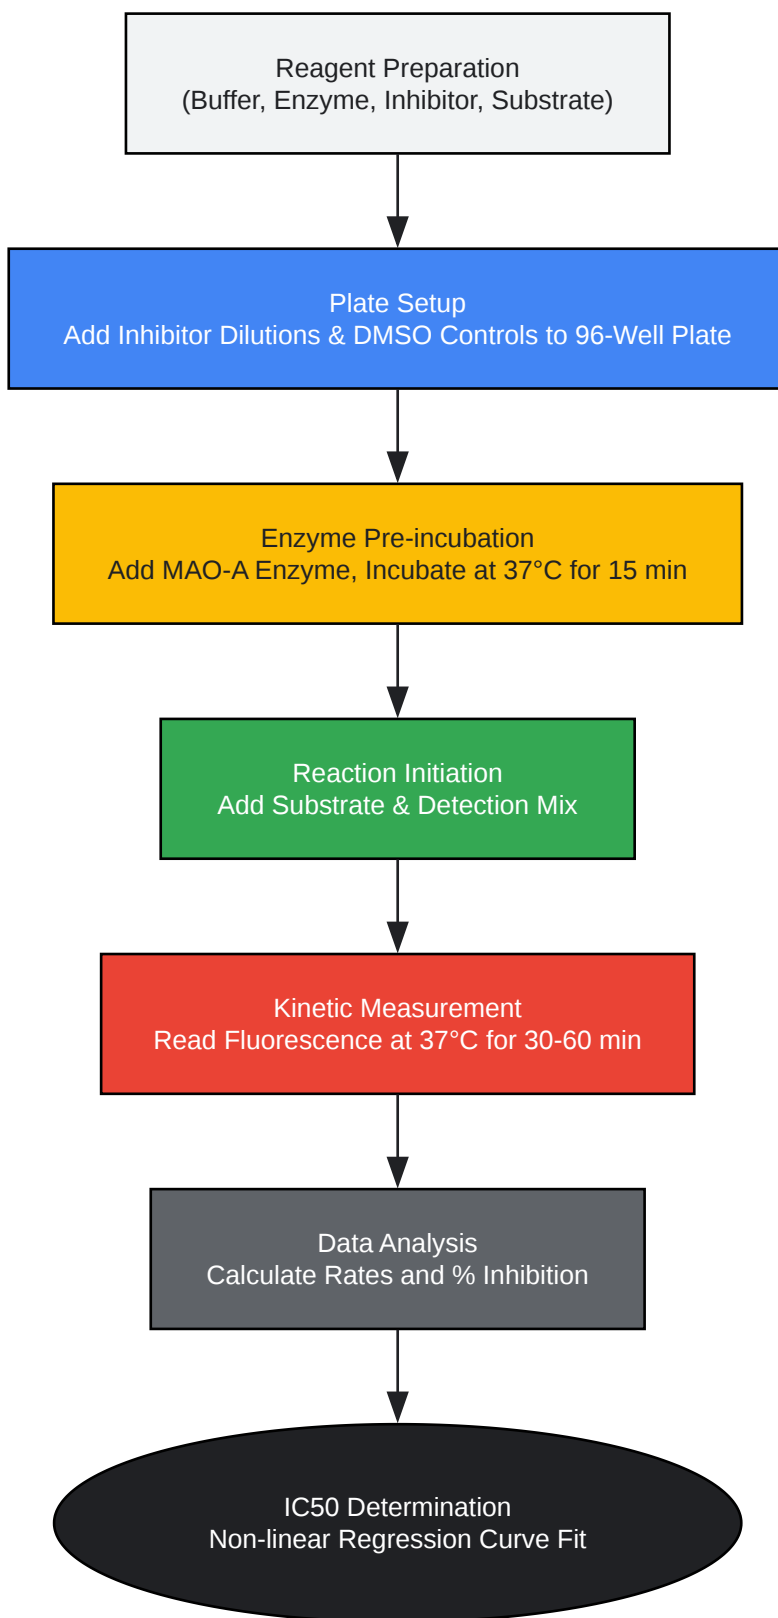 Reagent Preparation
(Buffer, Enzyme, Inhibitor, Substrate)
Plate Setup
Add Inhibitor Dilutions & DMSO Controls to 96-Well Plate
Enzyme Pre-incubation
Add MAO-A Enzyme, Incubate at 37°C for 15 min
Reaction Initiation
Add Substrate & Detection Mix
Kinetic Measurement
Read Fluorescence at 37°C for 30-60 min
Data Analysis
Calculate Rates and % Inhibition
IC50 Determination
Non-linear Regression Curve Fit